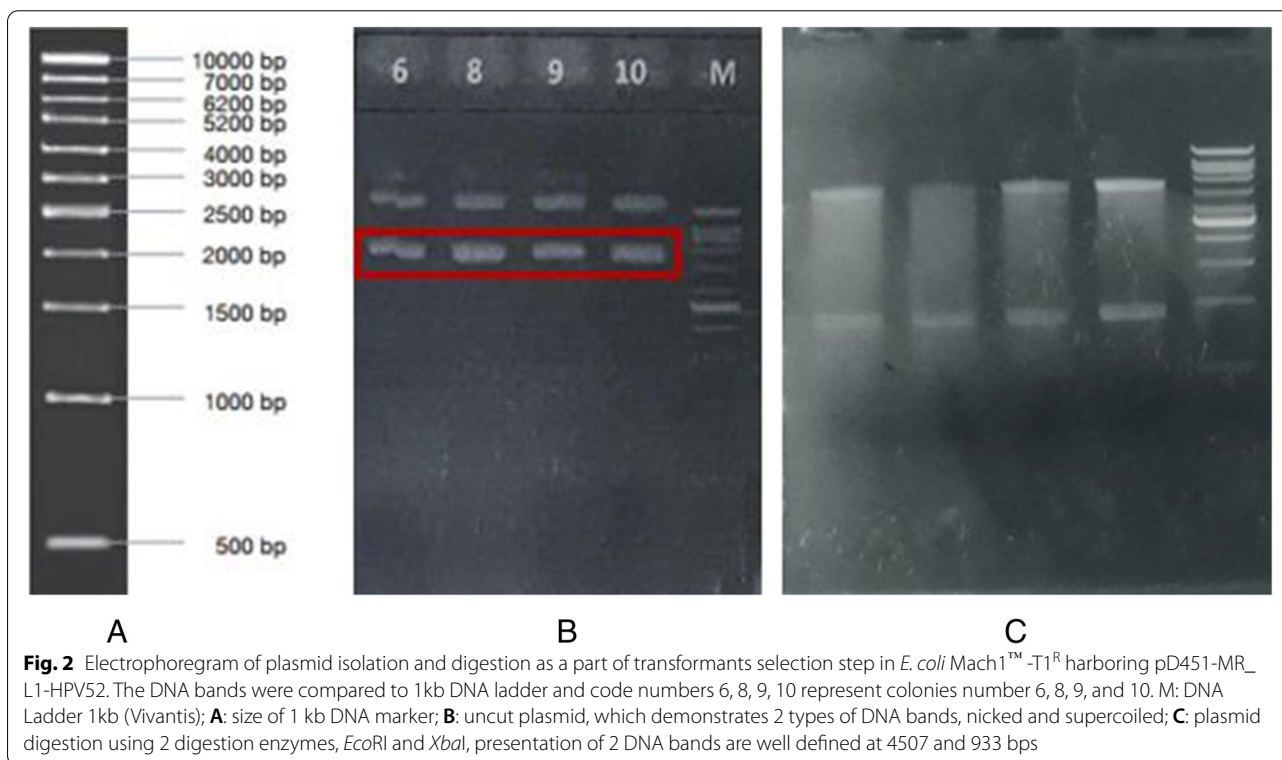 10000 bp
7000 bp
6200 bp
5200 bp
4000 bp
3000 bp
2500 bp
2000 bp
1500 bp
1000 bp
500 bp
6 8 9 10 M
A B C
Fig. 2 Electrophoregram of plasmid isolation and digestion as a part of transformants selection step in E. coli Mach1™ -T1ᴿ harboring pD451-MR_
L1-HPV52. The DNA bands were compared to 1kb DNA ladder and code numbers 6, 8, 9, 10 represent colonies number 6, 8, 9, and 10. M: DNA
Ladder 1kb (Vivantis); A: size of 1 kb DNA marker; B: uncut plasmid, which demonstrates 2 types of DNA bands, nicked and supercoiled; C: plasmid
digestion using 2 digestion enzymes, EcoRI and XbaI, presentation of 2 DNA bands are well defined at 4507 and 933 bps